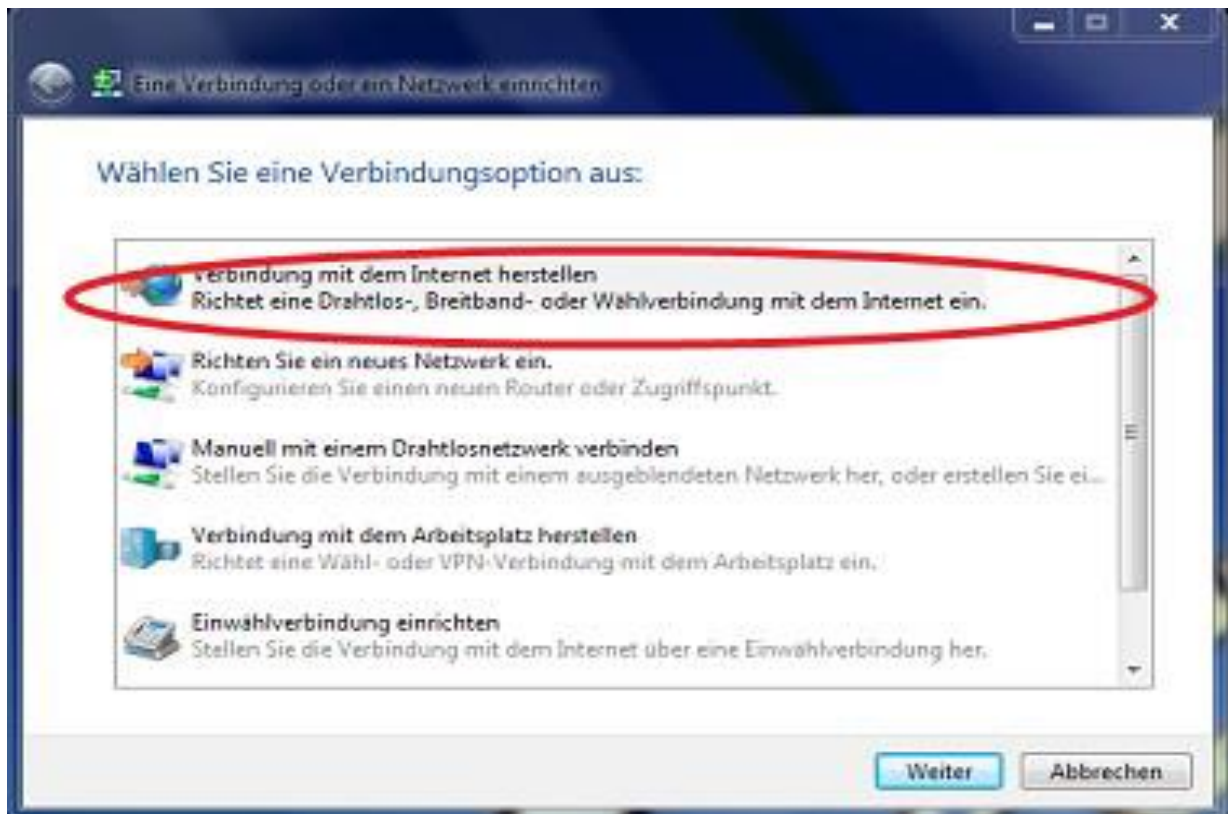 Eine Verbindung oder ein Netzwerk einrichten
Wählen Sie eine Verbindungsoption aus:
Verbindung mit dem Internet herstellen
Richtet eine Drahtlos-, Breitband- oder Wählverbindung mit dem Internet ein.
Richten Sie ein neues Netzwerk ein.
Konfigurieren Sie einen neuen Router oder Zugriffspunkt.
Manuell mit einem Drahtlosnetzwerk verbinden
Stellen Sie die Verbindung mit einem ausgeblendeten Netzwerk her, oder erstellen Sie ei...
Verbindung mit dem Arbeitsplatz herstellen
Richtet eine Wähl- oder VPN-Verbindung mit dem Arbeitsplatz ein.
Einwählverbindung einrichten
Stellen Sie die Verbindung mit dem Internet über eine Einwählverbindung her.
Weiter Abbrechen